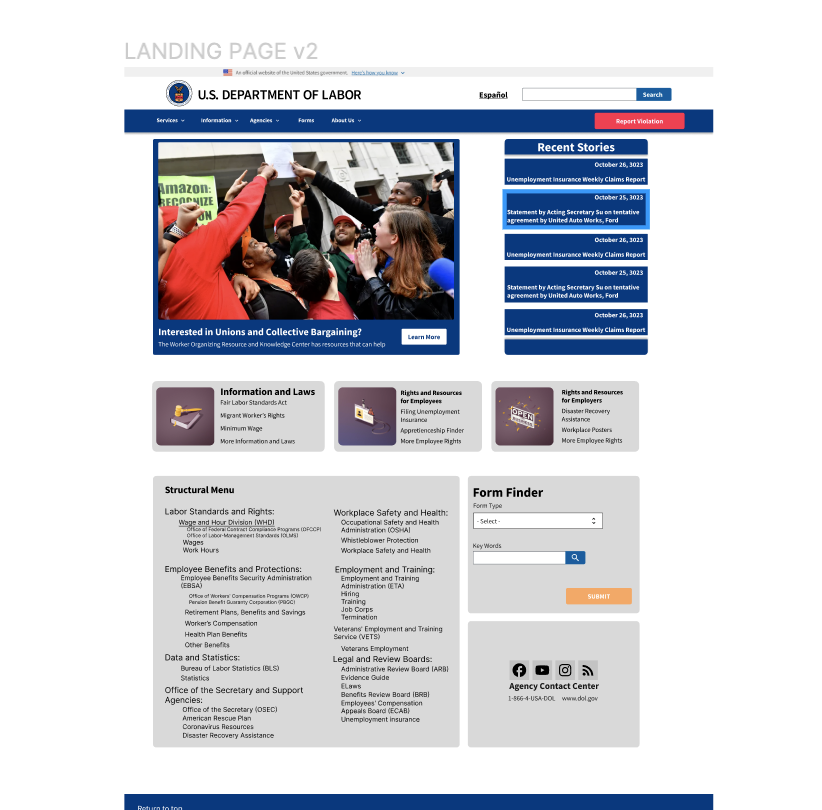 LANDING PAGE v2
An official website of the United States government. Here's how you know
U.S. DEPARTMENT OF LABOR
Español
Search
Services
Information
Agencies
Forms
About Us
Report Violation
Amazon:
RECOGNIZE
ON
Interested in Unions and Collective Bargaining?
The Worker Organizing Resource and Knowledge Center has resources that can help
Learn More
Recent Stories
October 26, 3023
Unemployment Insurance Weekly Claims Report
October 25, 3023
Statement by Acting Secretary Su on tentative
agreement by United Auto Works, Ford
October 26, 3023
Unemployment Insurance Weekly Claims Report
October 25, 3023
Statement by Acting Secretary Su on tentative
agreement by United Auto Works, Ford
October 26, 3023
Unemployment Insurance Weekly Claims Report
Information and Laws
Fair Labor Standards Act
Migrant Worker's Rights
Minimum Wage
More Information and Laws
Rights and Resources
for Employees
Filing Unemployment
Insurance
Appretienceship Finder
More Employee Rights
OPEN
Rights and Resources
for Employers
Disaster Recovery
Assistance
Workplace Posters
More Employee Rights
Structural Menu
Labor Standards and Rights:
Wage and Hour Division (WHD)
Office of Federal Contract Compliance Programs (OFCCP)
Office of Labor-Management Standards (OLMS)
Wages
Work Hours
Employee Benefits and Protections:
Employee Benefits Security Administration
(EBSA)
Office of Workers' Compensation Programs (OWCP)
Pension Benefit Guaranty Corporation (PBGC)
Retirement Plans, Benefits and Savings
Worker's Compensation
Health Plan Benefits
Other Benefits
Data and Statistics:
Bureau of Labor Statistics (BLS)
Statistics
Office of the Secretary and Support
Agencies:
Office of the Secretary (OSEC)
American Rescue Plan
Coronavirus Resources
Disaster Recovery Assistance
Workplace Safety and Health:
Occupational Safety and Health
Administration (OSHA)
Whistleblower Protection
Workplace Safety and Health
Employment and Training:
Employment and Training
Administration (ETA)
Hiring
Training
Job Corps
Termination
Veterans' Employment and Training
Service (VETS)
Veterans Employment
Legal and Review Boards:
Administrative Review Board (ARB)
Evidence Guide
ELaws
Benefits Review Board (BRB)
Employees' Compensation
Appeals Board (ECAB)
Unemployment insurance
Form Finder
Form Type
- Select -
Key Words
SUBMIT
Agency Contact Center
1-866-4-USA-DOL www.dol.gov
Return to top